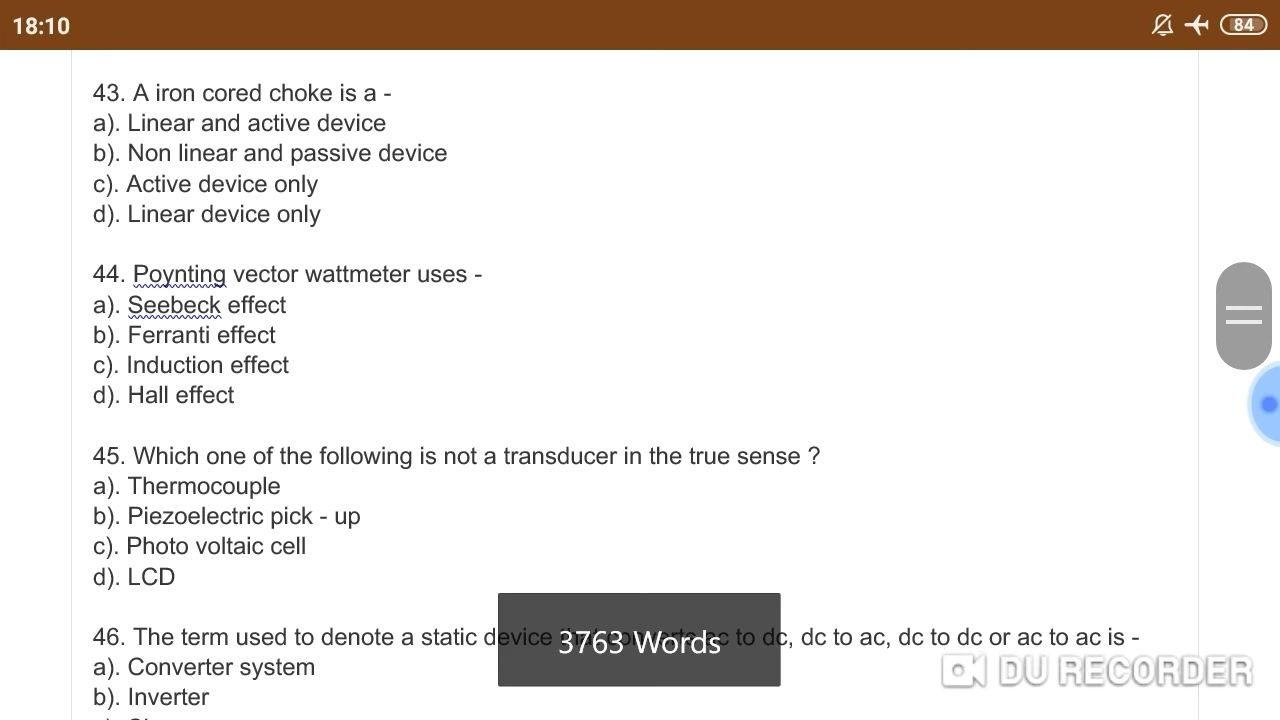 18:10
84
43. A iron cored choke is a -
a). Linear and active device
b). Non linear and passive device
c). Active device only
d). Linear device only
44. Poynting vector wattmeter uses -
a). Seebeck effect
b). Ferranti effect
c). Induction effect
d). Hall effect
45. Which one of the following is not a transducer in the true sense ?
a). Thermocouple
b). Piezoelectric pick - up
c). Photo voltaic cell
d). LCD
46. The term used to denote a static device that converts ac to dc, dc to ac, dc to dc or ac to ac is -
3763 Words
a). Converter system
DU RECORDER
b). Inverter